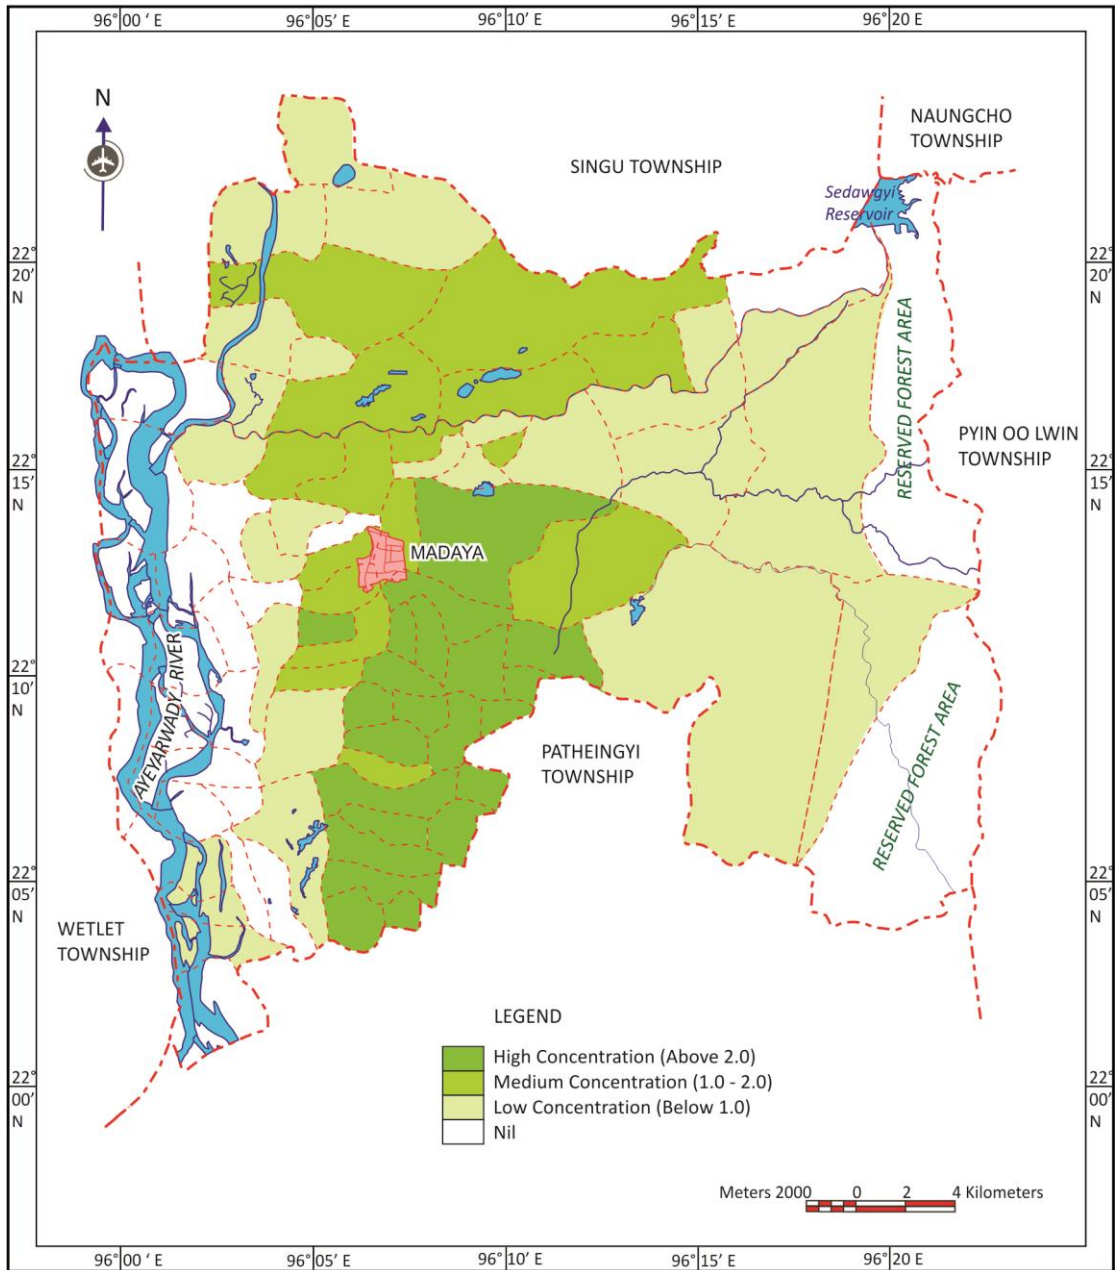 96°00 ' E
96°05' E
96°10' E
96°15' E
96°20 E
N
NAUNGCHO
TOWNSHIP
SINGU TOWNSHIP
Sedawgyi
Reservoir
22°
20'
N
22°
20'
N
RESERVED FOREST AREA
PYIN OO LWIN
TOWNSHIP
22°
15'
N
22°
15'
N
MADAYA
22°
10'
N
22°
10'
N
AYEYARWADY RIVER
PATHEINGYI
TOWNSHIP
RESERVED FOREST AREA
22°
05'
N
22°
05'
N
WETLET
TOWNSHIP
LEGEND
High Concentration (Above 2.0)
Medium Concentration (1.0 - 2.0)
Low Concentration (Below 1.0)
Nil
22°
00'
N
22°
00'
N
Meters 2000 0 2 4 Kilometers
96°00 ' E
96°05' E
96°10' E
96°15' E
96°20 E